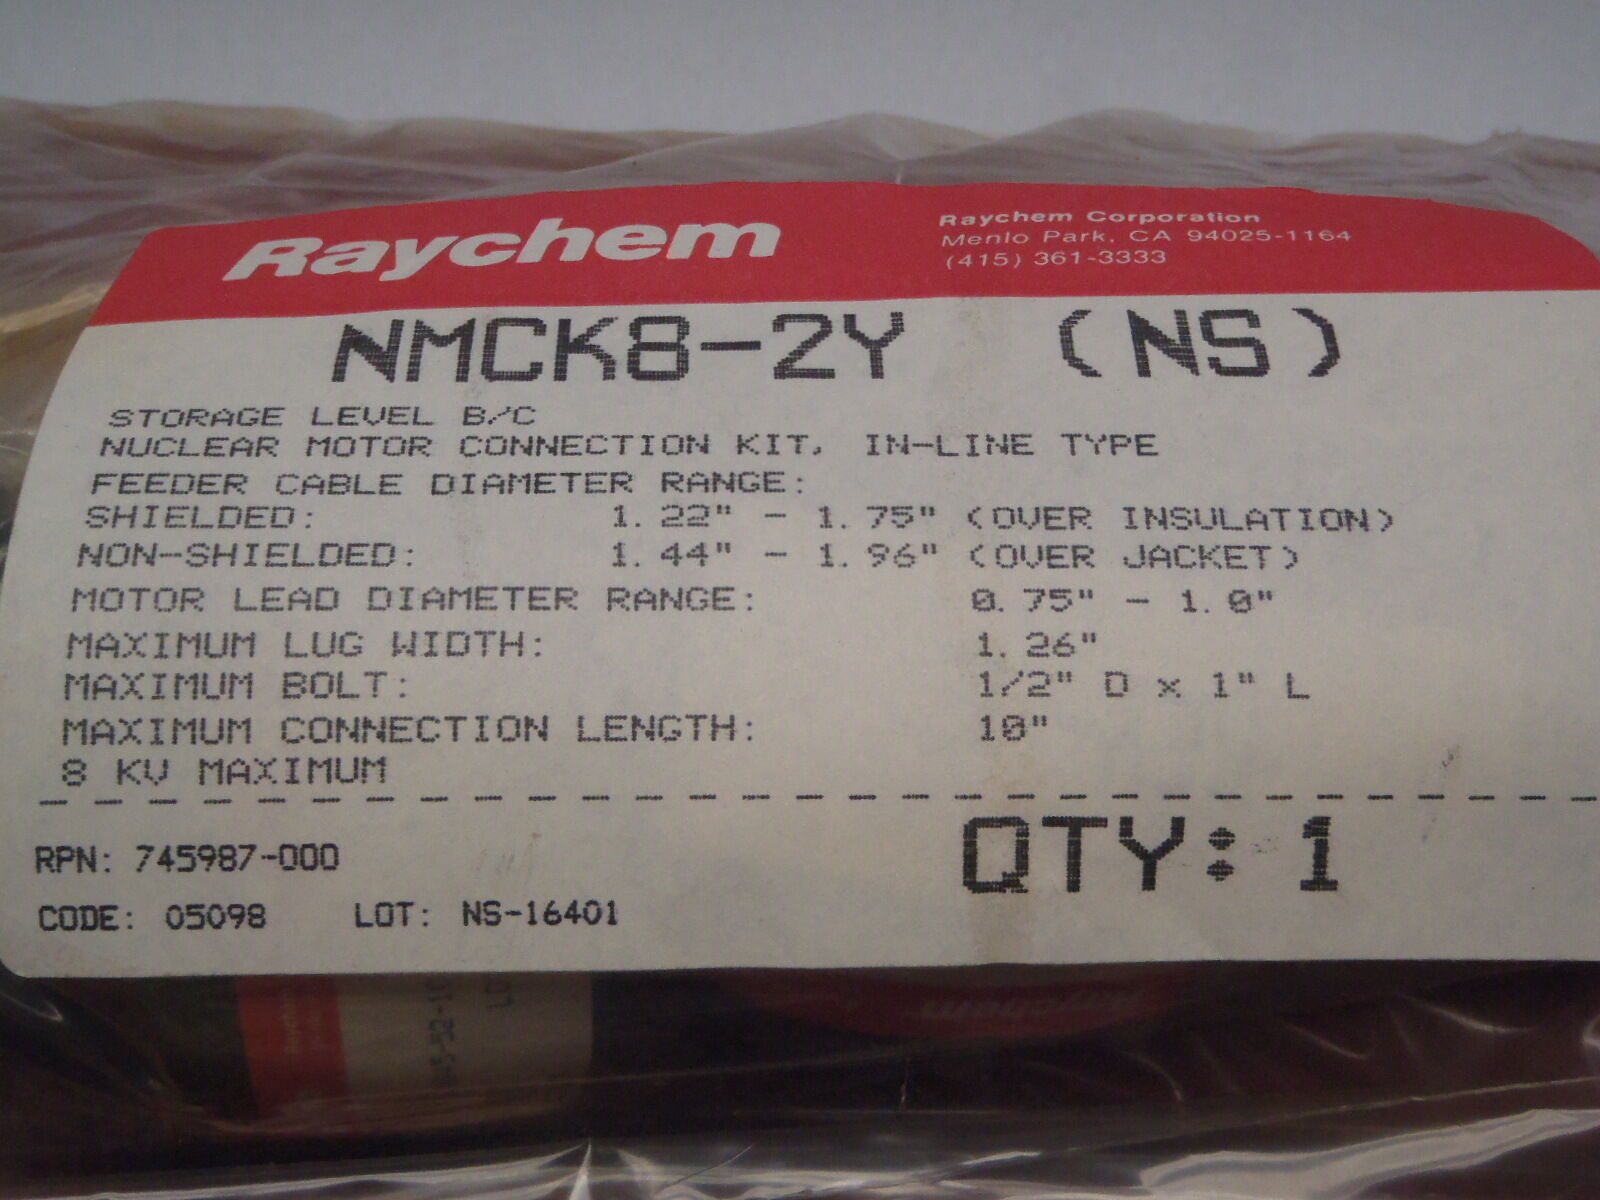 Raychem
Raychem Corporation
Menlo Park, CA 94025-1164
(415) 361-3333
NMCK8-2Y (NS)
STORAGE LEVEL B/C
NUCLEAR MOTOR CONNECTION KIT, IN-LINE TYPE
FEEDER CABLE DIAMETER RANGE:
SHIELDED: 1.22" - 1.75" (OVER INSULATION)
NON-SHIELDED: 1.44" - 1.96" (OVER JACKET)
MOTOR LEAD DIAMETER RANGE: 0.75" - 1.0"
MAXIMUM LUG WIDTH: 1.26"
MAXIMUM BOLT: 1/2" D x 1" L
MAXIMUM CONNECTION LENGTH: 10"
8 KV MAXIMUM
QTY: 1
RPN: 745987-000
CODE: 05098 LOT: NS-16401
Raychem